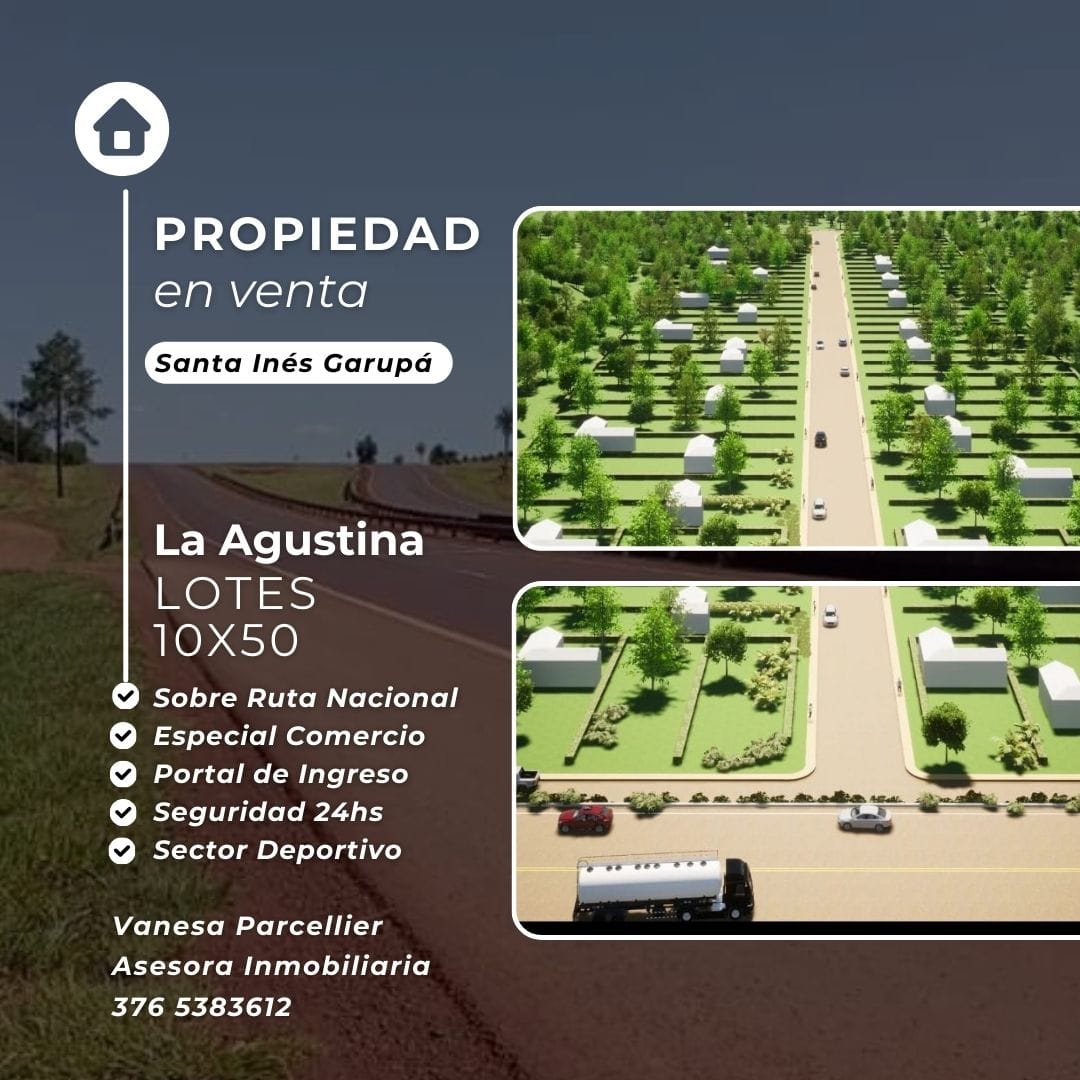 PROPIEDAD
en venta
Santa Inés Garupá
La Agustina
LOTES
10X50
Sobre Ruta Nacional
Especial Comercio
Portal de Ingreso
Seguridad 24hs
Sector Deportivo
Vanesa Parcellier
Asesora Inmobiliaria
376 5383612